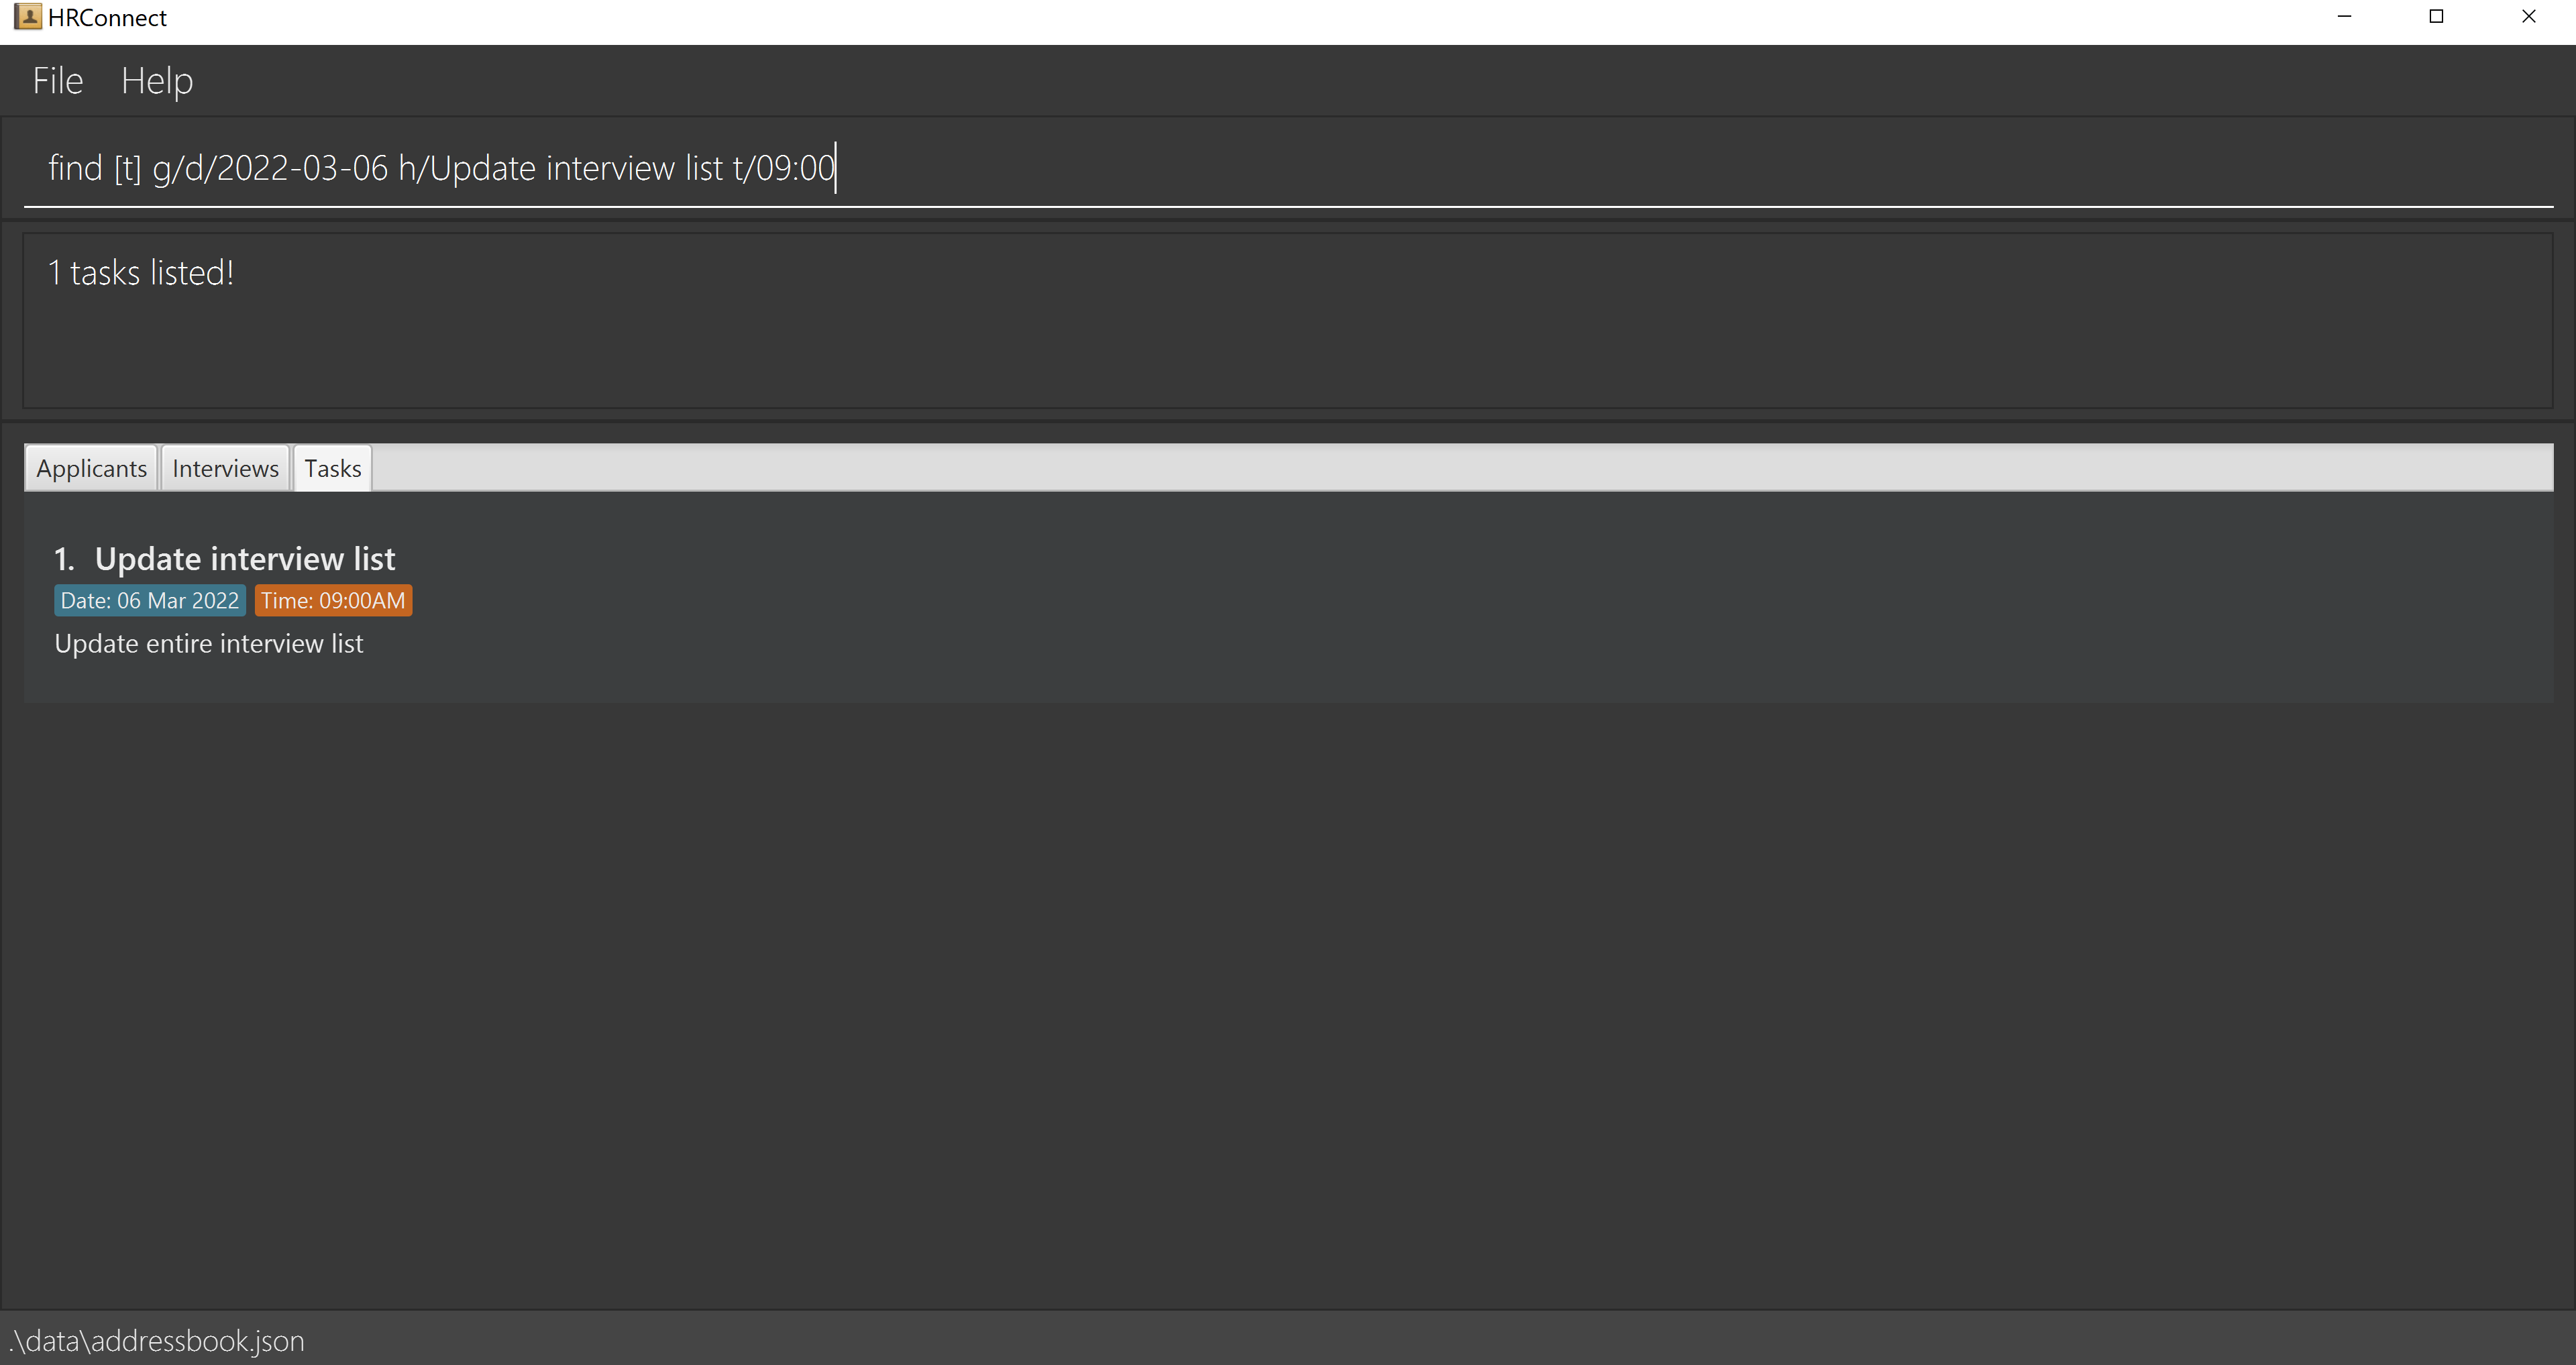 HRConnect
File Help
find [t] g/d/2022-03-06 h/Update interview list t/09:00
1 tasks listed!
Applicants Interviews Tasks
1. Update interview list
Date: 06 Mar 2022 Time: 09:00AM
Update entire interview list
.\data\addressbook.json